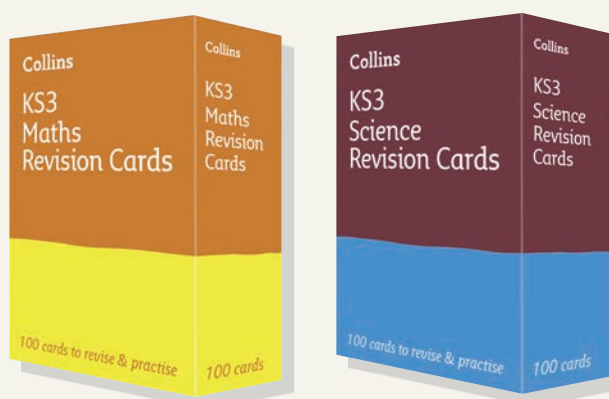 Collins
KS3
Maths
Revision Cards
100 cards to revise & practise
Collins
KS3
Maths
Revision
Cards
100 cards
Collins
KS3
Science
Revision Cards
100 cards to revise & practise
Collins
KS3
Science
Revision
Cards
100 cards